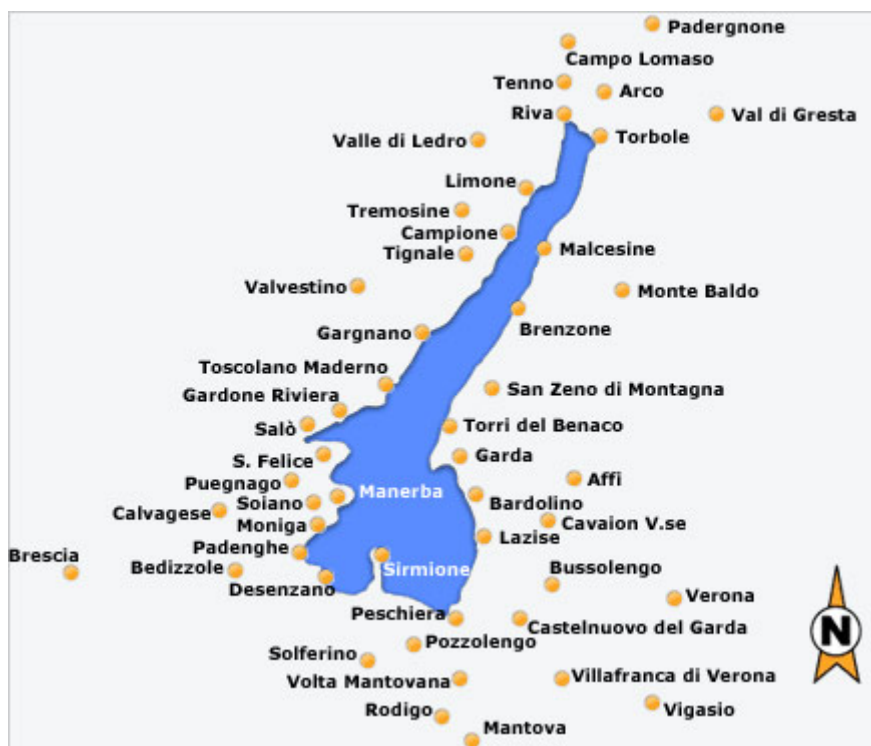 Padergnone
Campo Lomaso
Tenno
Arco
Riva
Val di Gresta
Valle di Ledro
Torbole
Limone
Tremosine
Campione
Tignale
Malcesine
Valvestino
Monte Baldo
Gargnano
Brenzone
Toscolano Maderno
San Zeno di Montagna
Gardone Riviera
Salò
Torri del Benaco
S. Felice
Garda
Puegnago
Manerba
Affi
Soiano
Bardolino
Calvagese
Moniga
Cavaion V.se
Lazise
Padenghe
Brescia
Bedizzole
Sirmione
Bussolengo
Desenzano
Verona
Peschiera
Castelnuovo del Garda
N
Pozzolengo
Solferino
Volta Mantovana
Villafranca di Verona
Rodigo
Vigasio
Mantova